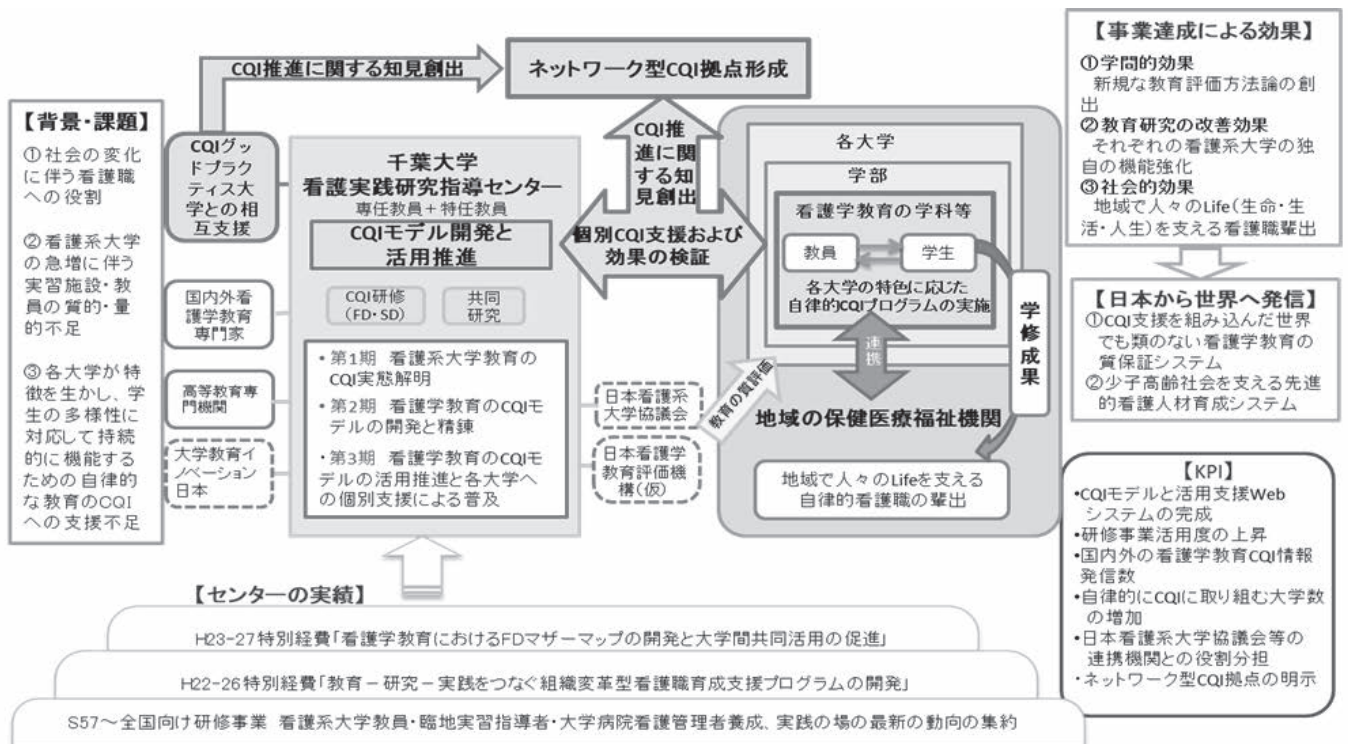 【背景・課題】
①社会の変化
に伴う看護職
への役割
②看護系大学
の急増に伴う
実習施設・教
員の質的・量
的不足
③各大学が特
徴を生かし、学
生の多様性に
対応して持続
的に機能する
ための自律的
な教育のCQI
への支援不足
CQI推進に関する知見創出
ネットワーク型CQI拠点形成
CQIグッ
ドプラク
ティス大
学との相
互支援
国内外看
護学教育
専門家
高等教育専
門機関
大学教育イ
ノベーション
日本
千葉大学
看護実践研究指導センター
専任教員＋特任教員
CQIモデル開発と
活用推進
CQI研修
(FD・SD)
共同
研究
・第1期 看護系大学教育の
CQI実態解明
・第2期 看護学教育のCQIモ
デルの開発と精錬
・第3期 看護学教育のCQIモ
デルの活用推進と各大学へ
の個別支援による普及
CQI推
進に関
する知見
創出
個別CQI支援および
効果の検証
日本看護系
大学協議会
日本看護学
教育評価機
構(仮)
教育の質評価
各大学
学部
看護学教育の学科等
教員
学生
各大学の特色に応じた
自律的CQIプログラムの実施
連携
学修成果
地域の保健医療福祉機関
地域で人々のLifeを支える
自律的看護職の輩出
【事業達成による効果】
①学問的効果
新規な教育評価方法論の創
出
②教育研究の改善効果
それぞれの看護系大学の独
自の機能強化
③社会的効果
地域で人々のLife(生命・生
活・人生)を支える看護職輩出
【日本から世界へ発信】
①CQI支援を組み込んだ世界
でも類のない看護学教育の
質保証システム
②少子高齢社会を支える先進
的看護人材育成システム
【KPI】
•CQIモデルと活用支援Web
システムの完成
•研修事業活用度の上昇
•国内外の看護学教育CQI情報
発信数
•自律的にCQIに取り組む大学数
の増加
•日本看護系大学協議会等の
連携機関との役割分担
・ネットワーク型CQI拠点の明示
【センターの実績】
H23-27特別経費「看護学教育におけるFDマザーマップの開発と大学間共同活用の促進」
H22-26特別経費「教育－研究－実践をつなぐ組織変革型看護職育成支援プログラムの開発」
S57～全国向け研修事業 看護系大学教員・臨地実習指導者・大学病院看護管理者養成、実践の場の最新の動向の集約